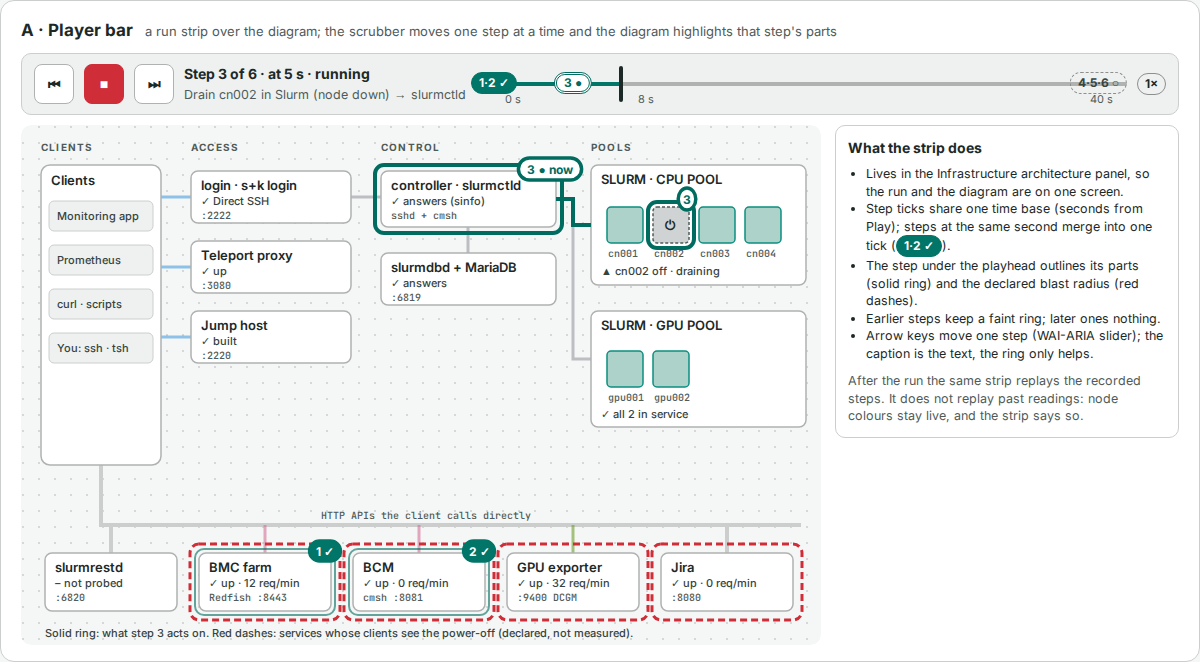 A · Player bar a run strip over the diagram; the scrubber moves one step at a time and the diagram highlights that step's parts
Step 3 of 6 · at 5 s · running
Drain cn002 in Slurm (node down) → slurmctld
1·2 ✓
3 ●
4·5·6 ○
1×
0 s
8 s
40 s
CLIENTS
ACCESS
CONTROL
POOLS
Clients
Monitoring app
Prometheus
curl · scripts
You: ssh · tsh
login · s+k login
✓ Direct SSH
:2222
Teleport proxy
✓ up
:3080
Jump host
✓ built
:2220
3 ● now
controller · slurmctld
✓ answers (sinfo)
sshd + cmsh
slurmdbd + MariaDB
✓ answers
:6819
SLURM · CPU POOL
3
cn001 cn002 cn003 cn004
▲ cn002 off · draining
SLURM · GPU POOL
gpu001 gpu002
✓ all 2 in service
HTTP APIs the client calls directly
slurmrestd
– not probed
:6820
1 ✓
BMC farm
✓ up · 12 req/min
Redfish :8443
2 ✓
BCM
✓ up · 0 req/min
cmsh :8081
GPU exporter
✓ up · 32 req/min
:9400 DCGM
Jira
✓ up · 0 req/min
:8080
Solid ring: what step 3 acts on. Red dashes: services whose clients see the power-off (declared, not measured).
What the strip does
• Lives in the Infrastructure architecture panel, so
the run and the diagram are on one screen.
• Step ticks share one time base (seconds from
Play); steps at the same second merge into one
tick (1·2 ✓).
• The step under the playhead outlines its parts
(solid ring) and the declared blast radius (red
dashes).
• Earlier steps keep a faint ring; later ones nothing.
• Arrow keys move one step (WAI-ARIA slider); the
caption is the text, the ring only helps.
After the run the same strip replays the recorded
steps. It does not replay past readings: node
colours stay live, and the strip says so.